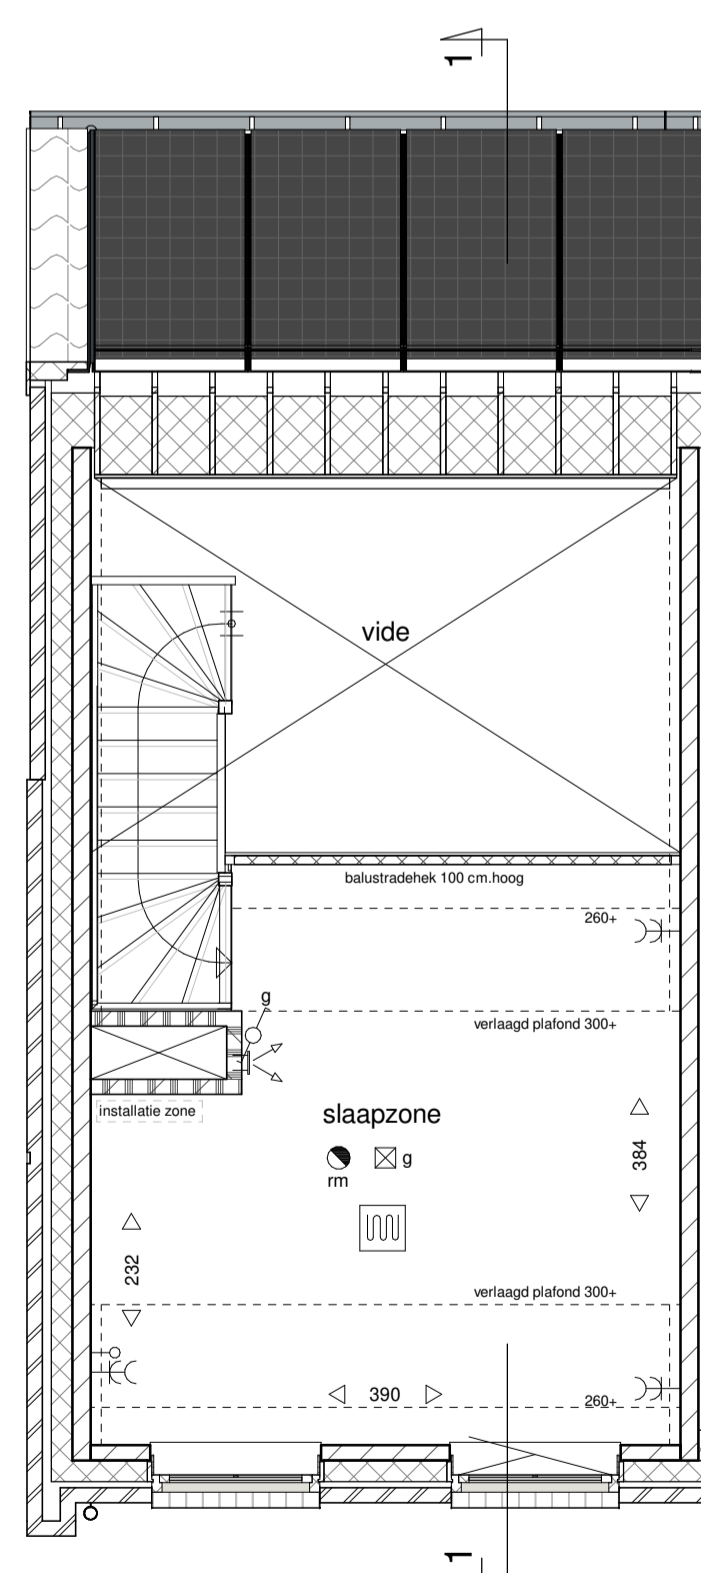 1
vide
balustradehek 100 cm.hoog
260+
verlaagd plafond 300+
g
installatie zone
slaapzone
g
rm
384
232
verlaagd plafond 300+
390
260+
1